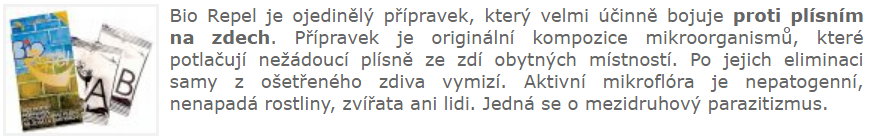 Bio Repel je ojedinělý přípravek, který velmi účinně bojuje proti plísním
na zdech. Přípravek je originální kompozice mikroorganismů, které
potlačují nežádoucí plísně ze zdí obytných místností. Po jejich eliminaci
samy z ošetřeného zdiva vymizí. Aktivní mikroflóra je nepatogenní,
nenapadá rostliny, zvířata ani lidi. Jedná se o mezidruhový parazitizmus.
A
B